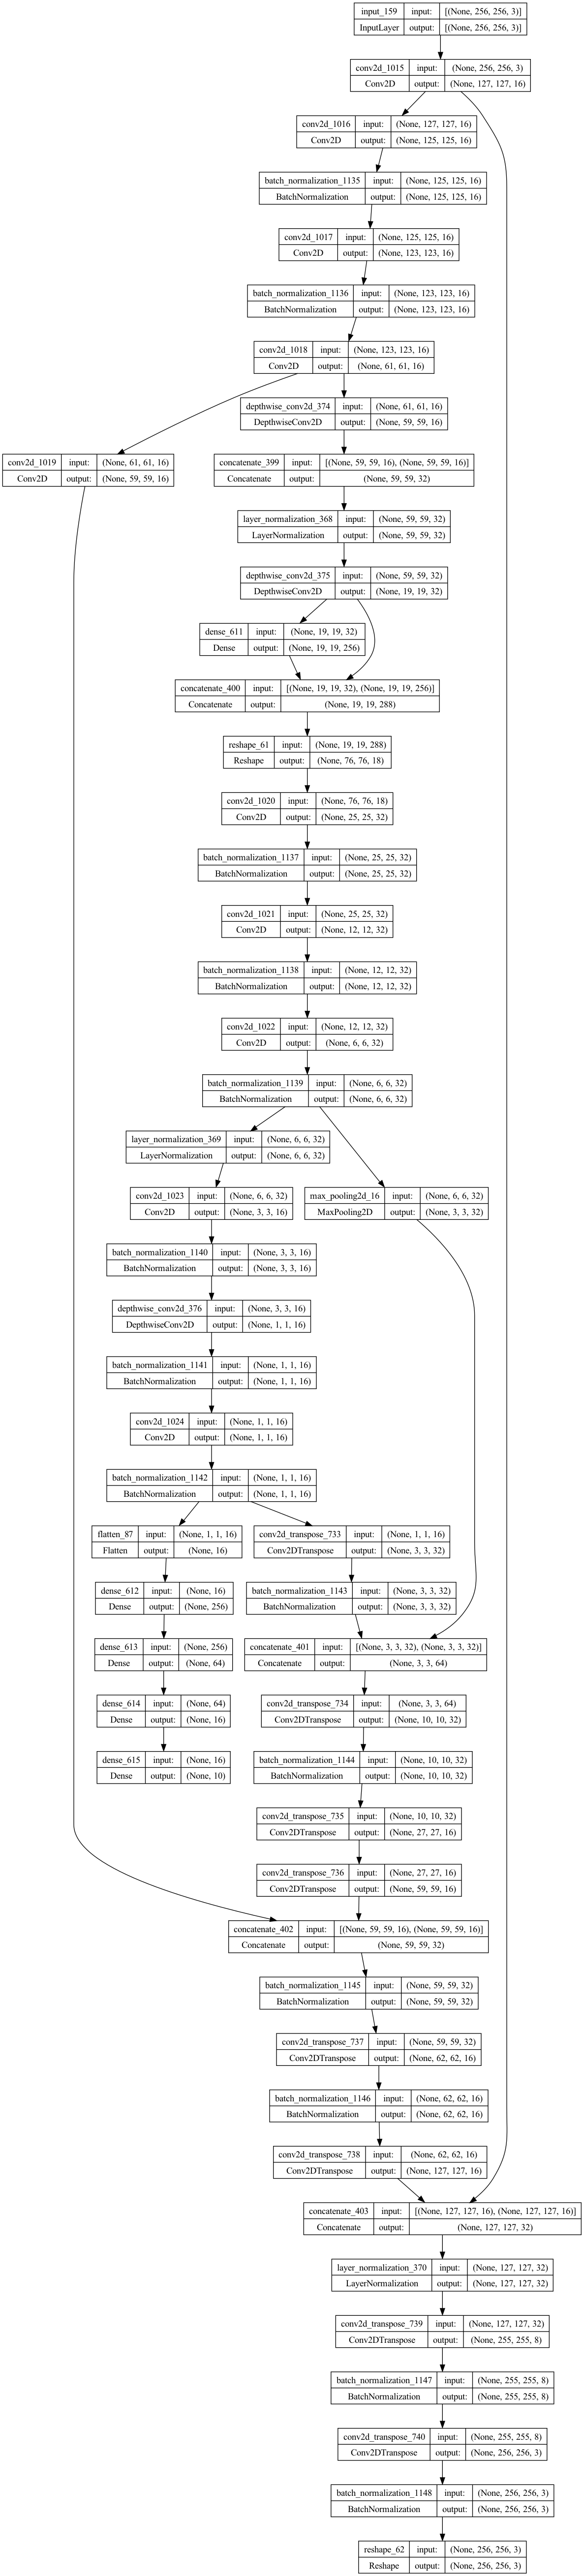 input_159 input: [(None, 256, 256, 3)]
InputLayer output: [(None, 256, 256, 3)]
conv2d_1015 input: (None, 256, 256, 3)
Conv2D output: (None, 127, 127, 16)
conv2d_1016 input: (None, 127, 127, 16)
Conv2D output: (None, 125, 125, 16)
batch_normalization_1135 input: (None, 125, 125, 16)
BatchNormalization output: (None, 125, 125, 16)
conv2d_1017 input: (None, 125, 125, 16)
Conv2D output: (None, 123, 123, 16)
batch_normalization_1136 input: (None, 123, 123, 16)
BatchNormalization output: (None, 123, 123, 16)
conv2d_1018 input: (None, 123, 123, 16)
Conv2D output: (None, 61, 61, 16)
depthwise_conv2d_374 input: (None, 61, 61, 16)
DepthwiseConv2D output: (None, 59, 59, 16)
conv2d_1019 input: (None, 61, 61, 16)
Conv2D output: (None, 59, 59, 16)
concatenate_399 input: [(None, 59, 59, 16), (None, 59, 59, 16)]
Concatenate output: (None, 59, 59, 32)
layer_normalization_368 input: (None, 59, 59, 32)
LayerNormalization output: (None, 59, 59, 32)
depthwise_conv2d_375 input: (None, 59, 59, 32)
DepthwiseConv2D output: (None, 19, 19, 32)
dense_611 input: (None, 19, 19, 32)
Dense output: (None, 19, 19, 256)
concatenate_400 input: [(None, 19, 19, 32), (None, 19, 19, 256)]
Concatenate output: (None, 19, 19, 288)
reshape_61 input: (None, 19, 19, 288)
Reshape output: (None, 76, 76, 18)
conv2d_1020 input: (None, 76, 76, 18)
Conv2D output: (None, 25, 25, 32)
batch_normalization_1137 input: (None, 25, 25, 32)
BatchNormalization output: (None, 25, 25, 32)
conv2d_1021 input: (None, 25, 25, 32)
Conv2D output: (None, 12, 12, 32)
batch_normalization_1138 input: (None, 12, 12, 32)
BatchNormalization output: (None, 12, 12, 32)
conv2d_1022 input: (None, 12, 12, 32)
Conv2D output: (None, 6, 6, 32)
batch_normalization_1139 input: (None, 6, 6, 32)
BatchNormalization output: (None, 6, 6, 32)
layer_normalization_369 input: (None, 6, 6, 32)
LayerNormalization output: (None, 6, 6, 32)
conv2d_1023 input: (None, 6, 6, 32)
Conv2D output: (None, 3, 3, 16)
max_pooling2d_16 input: (None, 6, 6, 32)
MaxPooling2D output: (None, 3, 3, 32)
batch_normalization_1140 input: (None, 3, 3, 16)
BatchNormalization output: (None, 3, 3, 16)
depthwise_conv2d_376 input: (None, 3, 3, 16)
DepthwiseConv2D output: (None, 1, 1, 16)
batch_normalization_1141 input: (None, 1, 1, 16)
BatchNormalization output: (None, 1, 1, 16)
conv2d_1024 input: (None, 1, 1, 16)
Conv2D output: (None, 1, 1, 16)
batch_normalization_1142 input: (None, 1, 1, 16)
BatchNormalization output: (None, 1, 1, 16)
flatten_87 input: (None, 1, 1, 16)
Flatten output: (None, 16)
conv2d_transpose_733 input: (None, 1, 1, 16)
Conv2DTranspose output: (None, 3, 3, 32)
dense_612 input: (None, 16)
Dense output: (None, 256)
batch_normalization_1143 input: (None, 3, 3, 32)
BatchNormalization output: (None, 3, 3, 32)
dense_613 input: (None, 256)
Dense output: (None, 64)
concatenate_401 input: [(None, 3, 3, 32), (None, 3, 3, 32)]
Concatenate output: (None, 3, 3, 64)
dense_614 input: (None, 64)
Dense output: (None, 16)
conv2d_transpose_734 input: (None, 3, 3, 64)
Conv2DTranspose output: (None, 10, 10, 32)
dense_615 input: (None, 16)
Dense output: (None, 10)
batch_normalization_1144 input: (None, 10, 10, 32)
BatchNormalization output: (None, 10, 10, 32)
conv2d_transpose_735 input: (None, 10, 10, 32)
Conv2DTranspose output: (None, 27, 27, 16)
conv2d_transpose_736 input: (None, 27, 27, 16)
Conv2DTranspose output: (None, 59, 59, 16)
concatenate_402 input: [(None, 59, 59, 16), (None, 59, 59, 16)]
Concatenate output: (None, 59, 59, 32)
batch_normalization_1145 input: (None, 59, 59, 32)
BatchNormalization output: (None, 59, 59, 32)
conv2d_transpose_737 input: (None, 59, 59, 32)
Conv2DTranspose output: (None, 62, 62, 16)
batch_normalization_1146 input: (None, 62, 62, 16)
BatchNormalization output: (None, 62, 62, 16)
conv2d_transpose_738 input: (None, 62, 62, 16)
Conv2DTranspose output: (None, 127, 127, 16)
concatenate_403 input: [(None, 127, 127, 16), (None, 127, 127, 16)]
Concatenate output: (None, 127, 127, 32)
layer_normalization_370 input: (None, 127, 127, 32)
LayerNormalization output: (None, 127, 127, 32)
conv2d_transpose_739 input: (None, 127, 127, 32)
Conv2DTranspose output: (None, 255, 255, 8)
batch_normalization_1147 input: (None, 255, 255, 8)
BatchNormalization output: (None, 255, 255, 8)
conv2d_transpose_740 input: (None, 255, 255, 8)
Conv2DTranspose output: (None, 256, 256, 3)
batch_normalization_1148 input: (None, 256, 256, 3)
BatchNormalization output: (None, 256, 256, 3)
reshape_62 input: (None, 256, 256, 3)
Reshape output: (None, 256, 256, 3)